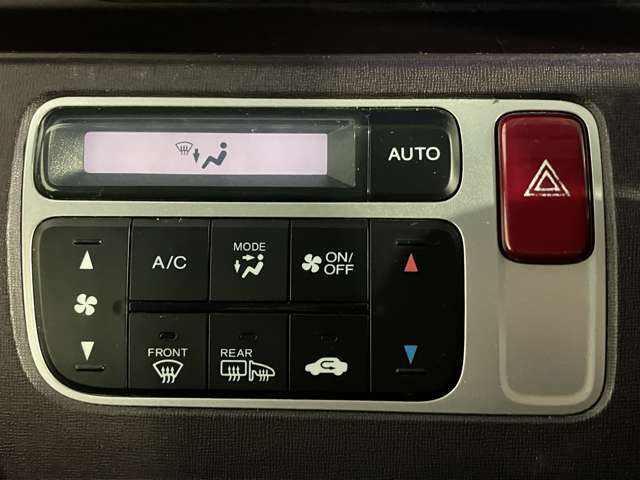 AUTO
A/C
MODE
ON/
OFF
FRONT
REAR